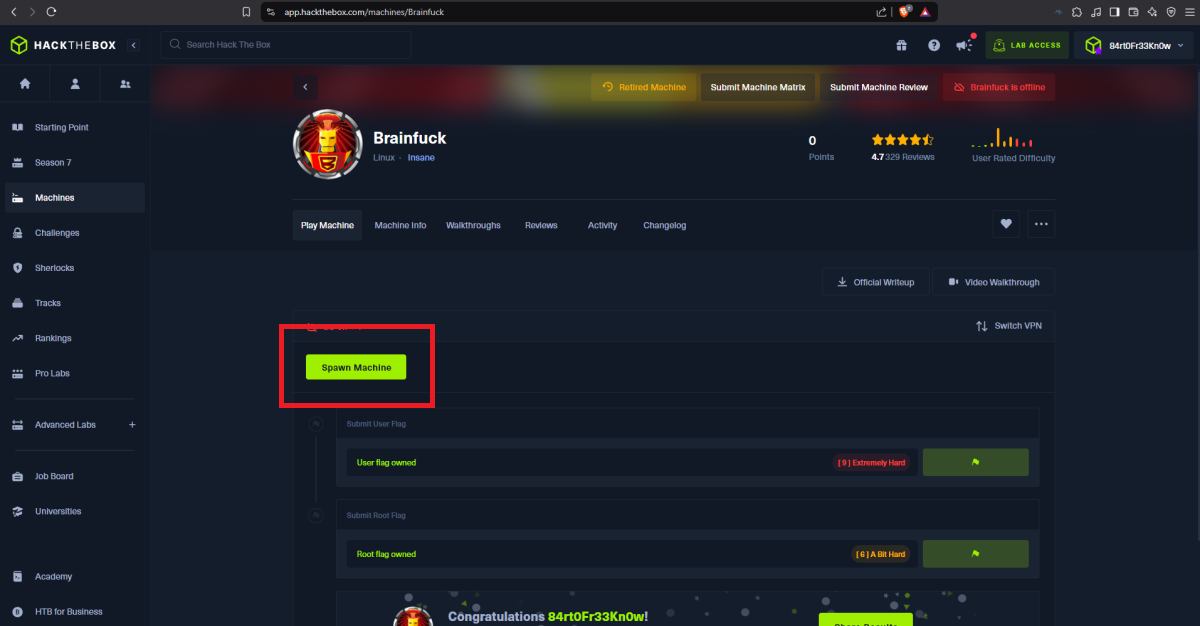 app.hackthebox.com/machines/Brainfuck
HACKTHEBOX
Search Hack The Box
LAB ACCESS
84rt0Fr33Kn0w
Starting Point
Season 7
Machines
Challenges
Sherlocks
Tracks
Rankings
Pro Labs
Advanced Labs
Job Board
Universities
Academy
HTB for Business
Retired Machine
Submit Machine Matrix
Submit Machine Review
Brainfuck is offline
Brainfuck
Linux · Insane
0
Points
4.7 329 Reviews
User Rated Difficulty
Play Machine
Machine Info
Walkthroughs
Reviews
Activity
Changelog
Official Writeup
Video Walkthrough
Switch VPN
Spawn Machine
Submit User Flag
User flag owned
[ 9 ] Extremely Hard
Submit Root Flag
Root flag owned
[ 6 ] A Bit Hard
Congratulations 84rt0Fr33Kn0w!
Share Results